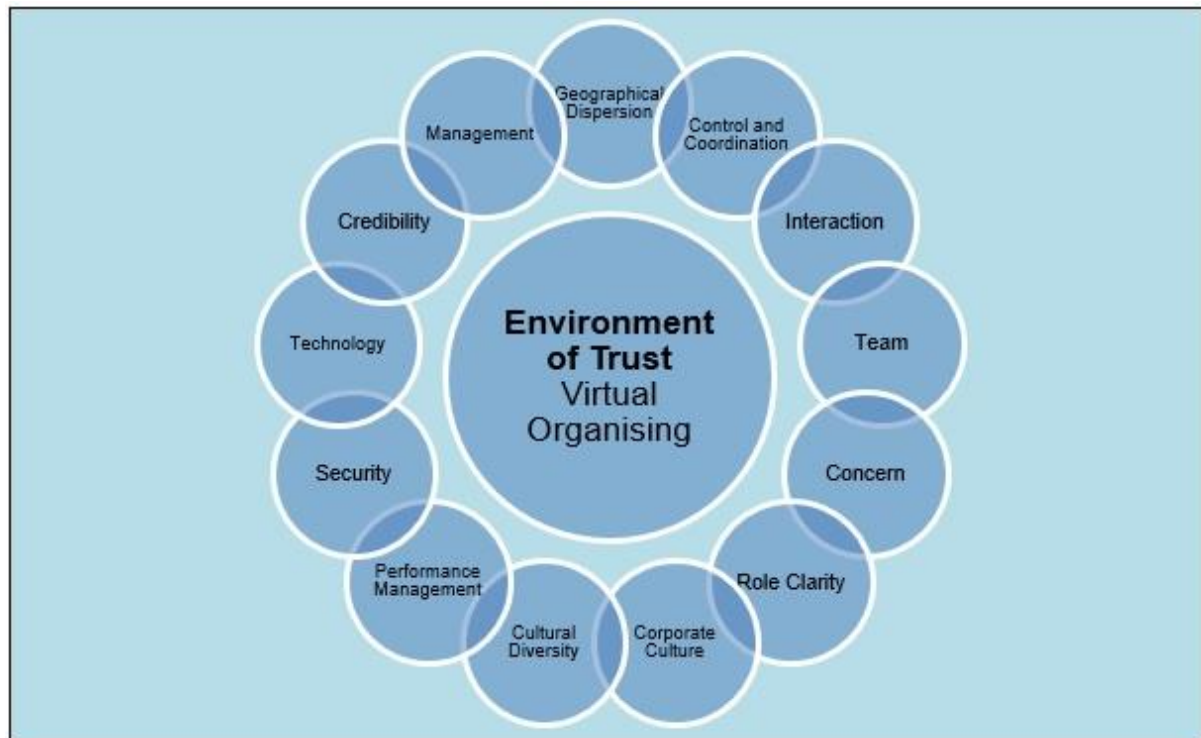 Geographical
Dispersion
Control and
Coordination
Interaction
Team
Concern
Role Clarity
Corporate
Culture
Cultural
Diversity
Performance
Management
Security
Technology
Credibility
Management
Environment
of Trust
Virtual
Organising